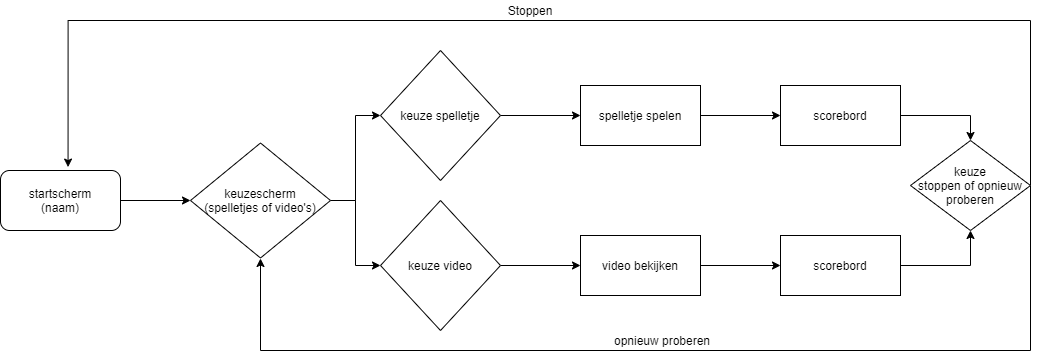 Stoppen
keuze spelletje
spelletje spelen
scorebord
startscherm
(naam)
keuzescherm
(spelletjes of video's)
keuze
stoppen of opnieuw
proberen
keuze video
video bekijken
scorebord
opnieuw proberen